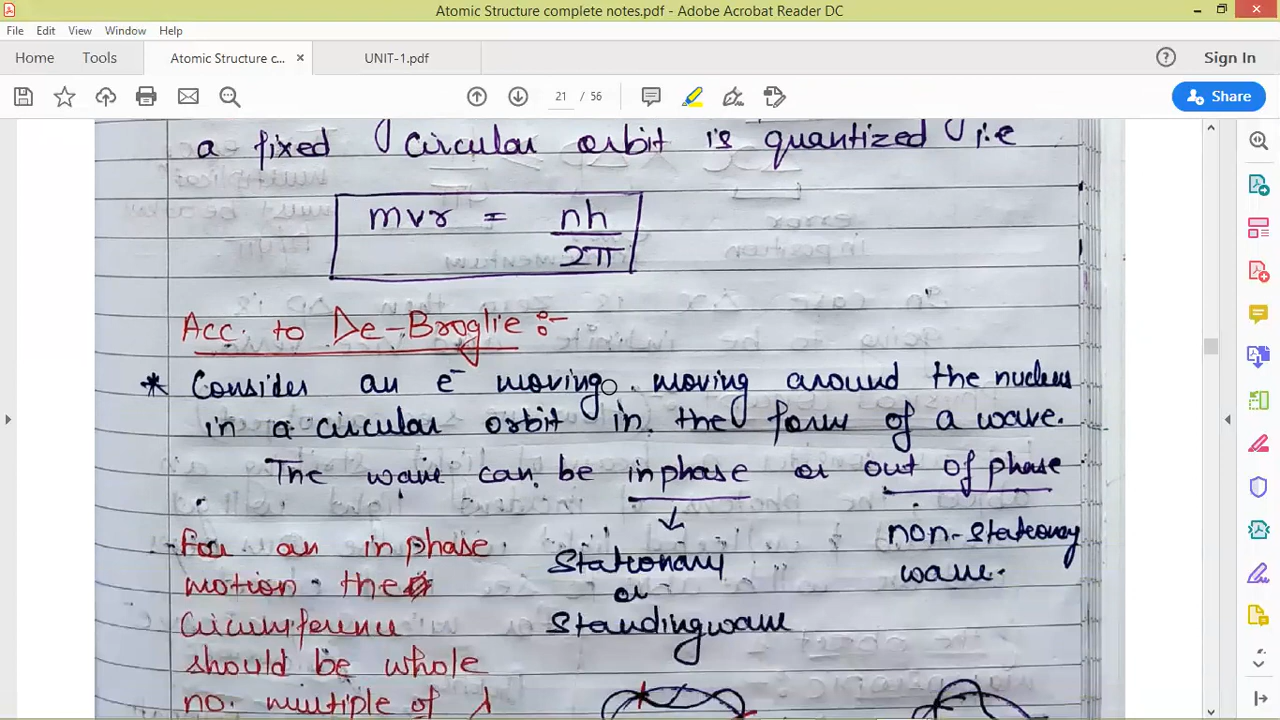 Atomic Structure complete notes.pdf - Adobe Acrobat Reader DC
File Edit View Window Help
Home Tools Atomic Structure c... × UNIT-1.pdf Sign In
21 / 56 Share
a fixed circular orbit is quantized i.e
mvr = nh/2π
Acc. to De-Broglie :-
* Consider an e⁻ moving. moving around the nucleus
in a circular orbit in the form of a wave.
The wave can be inphase or out of phase
↓
non-stationary
wave.
Stationary
or
Standing wave
For an inphase
motion the
Circumference
should be whole
no. multiple of λ